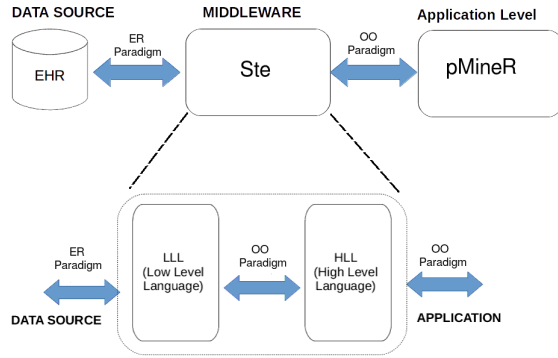 DATA SOURCE
MIDDLEWARE
Application Level
ER
Paradigm
OO
Paradigm
EHR
Ste
pMineR
ER
Paradigm
LLL
(Low Level
Language)
OO
Paradigm
HLL
(High Level
Language)
OO
Paradigm
DATA SOURCE
APPLICATION